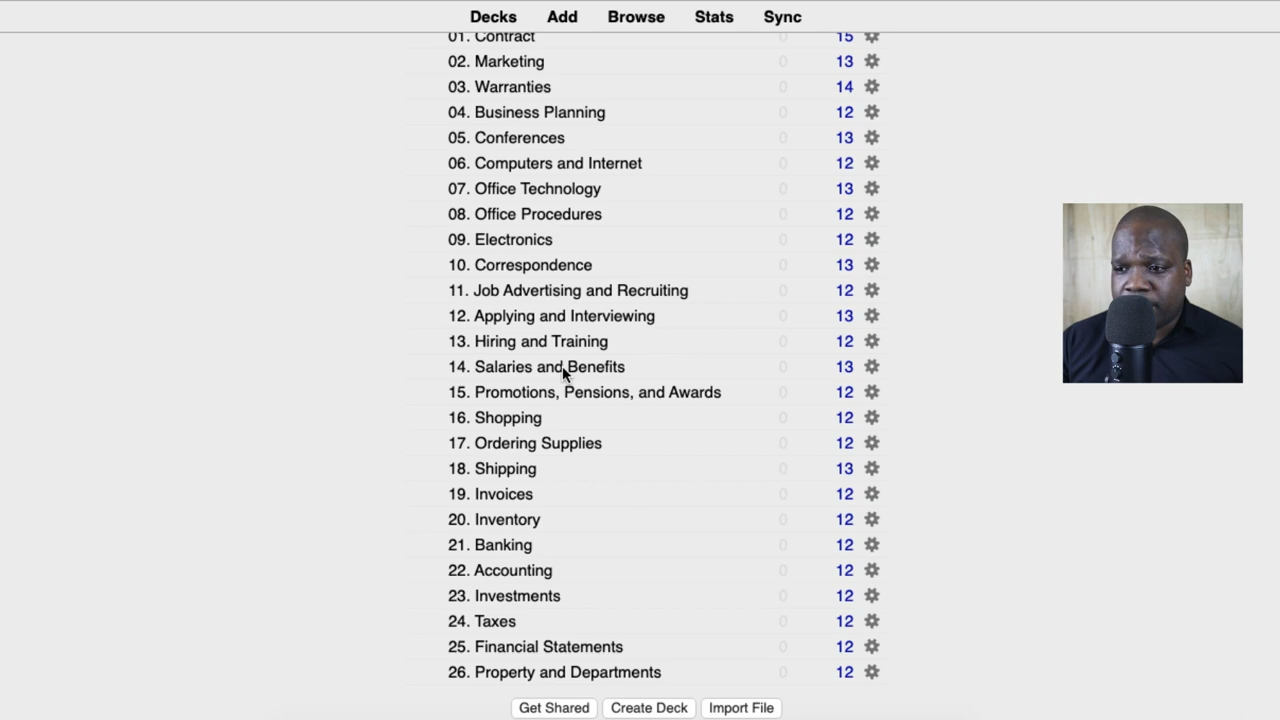 Decks Add Browse Stats Sync
01. Contract 0 15
02. Marketing 0 13
03. Warranties 0 14
04. Business Planning 0 12
05. Conferences 0 13
06. Computers and Internet 0 12
07. Office Technology 0 13
08. Office Procedures 0 12
09. Electronics 0 12
10. Correspondence 0 13
11. Job Advertising and Recruiting 0 12
12. Applying and Interviewing 0 13
13. Hiring and Training 0 12
14. Salaries and Benefits 0 13
15. Promotions, Pensions, and Awards 0 12
16. Shopping 0 12
17. Ordering Supplies 0 12
18. Shipping 0 13
19. Invoices 0 12
20. Inventory 0 12
21. Banking 0 12
22. Accounting 0 12
23. Investments 0 12
24. Taxes 0 12
25. Financial Statements 0 12
26. Property and Departments 0 12
Get Shared Create Deck Import File